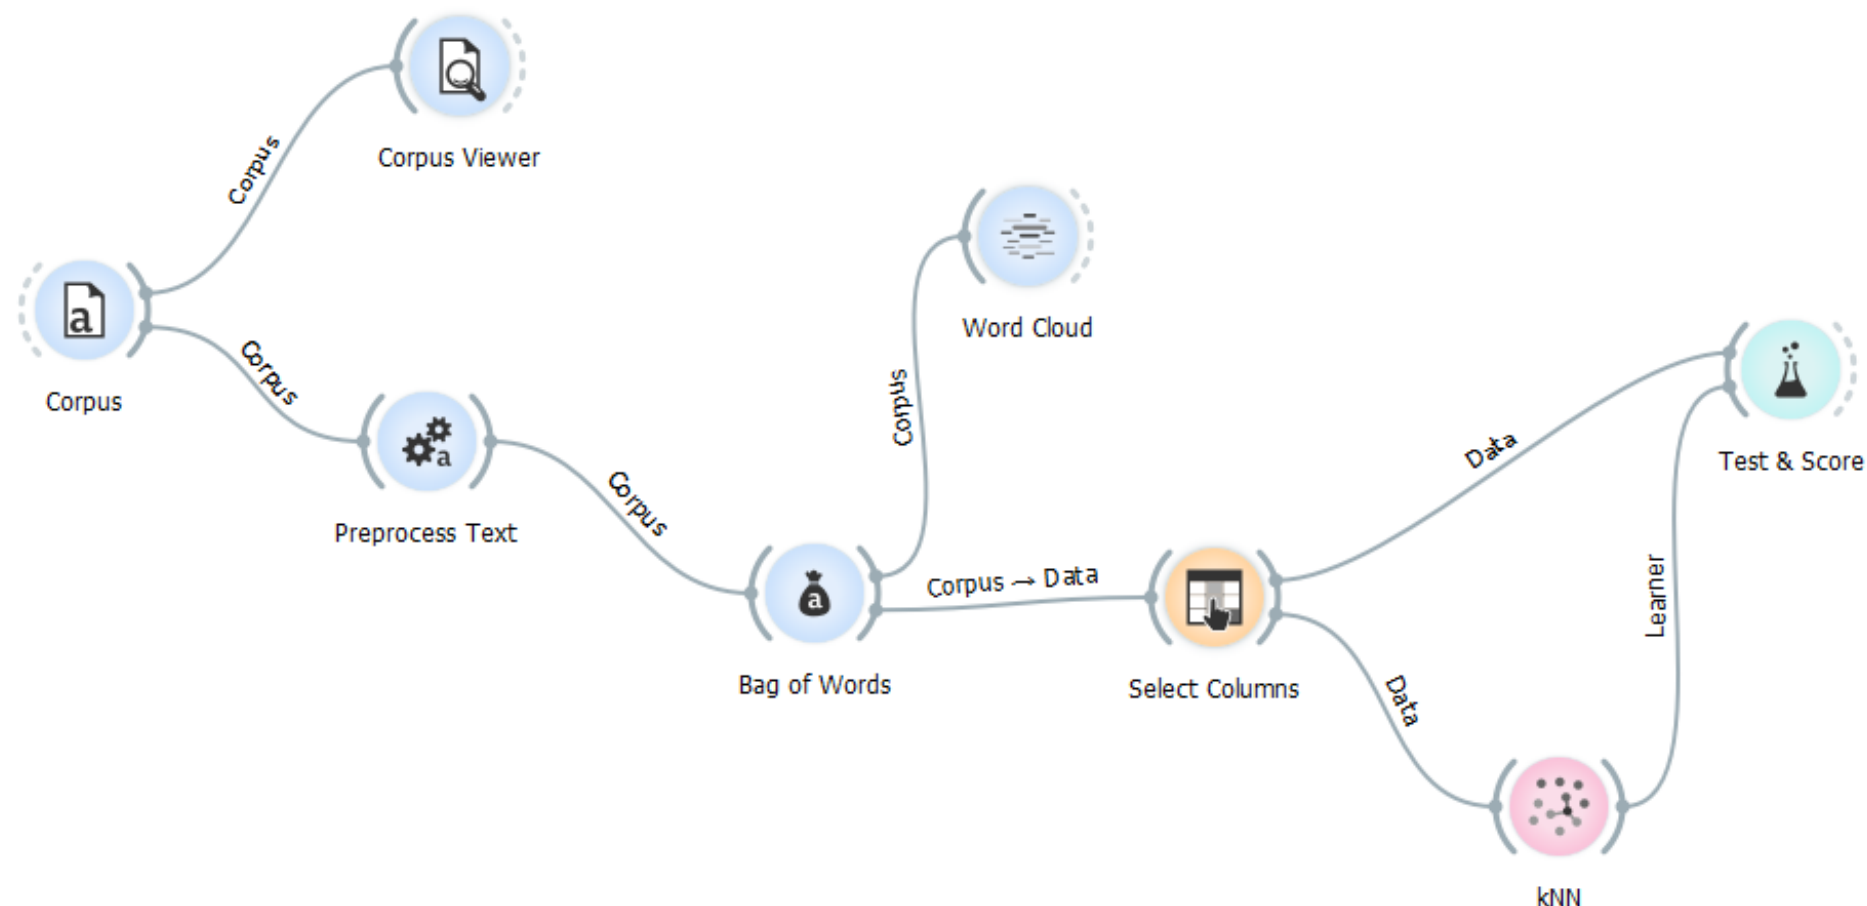 Corpus Viewer
Corpus
Corpus
Corpus
Preprocess Text
Corpus
Word Cloud
Corpus
Bag of Words
Corpus → Data
Select Columns
Data
Data
Learner
Test & Score
kNN
a
a
a